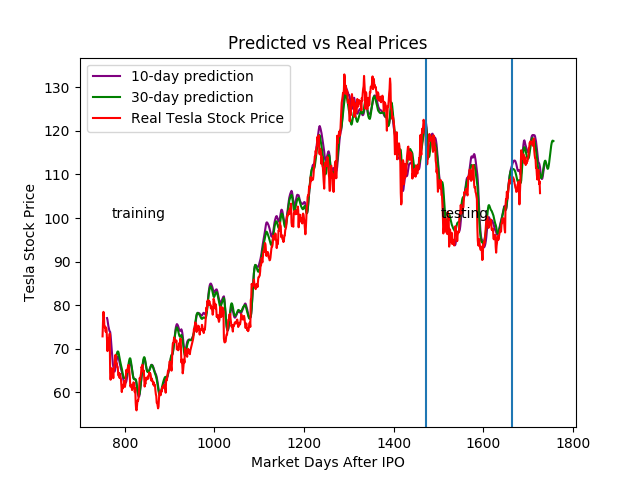 Predicted vs Real Prices
10-day prediction
30-day prediction
Real Tesla Stock Price
Tesla Stock Price
130
120
110
100
90
80
70
60
training
testing
800
1000
1200
1400
1600
1800
Market Days After IPO